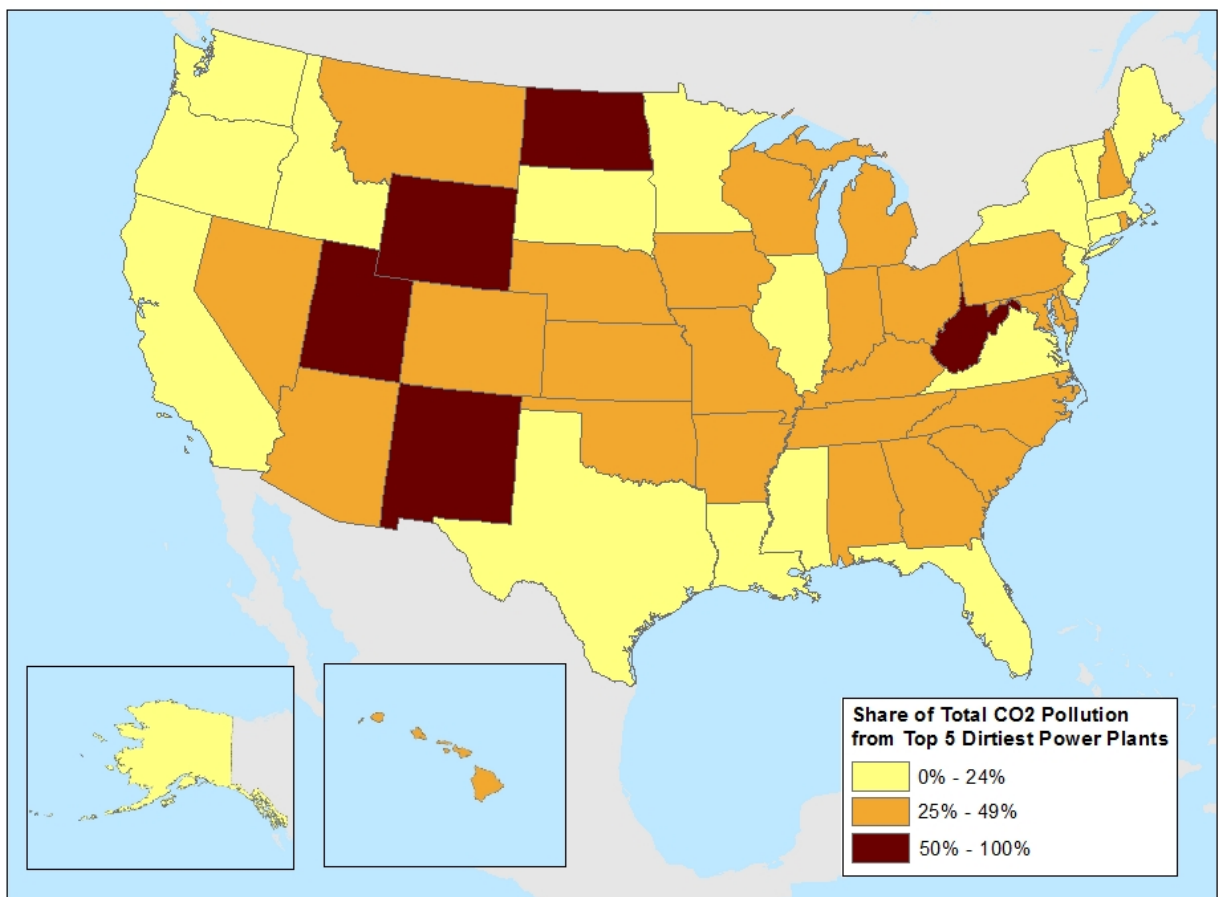 Share of Total CO2 Pollution
from Top 5 Dirtiest Power Plants
0% - 24%
25% - 49%
50% - 100%